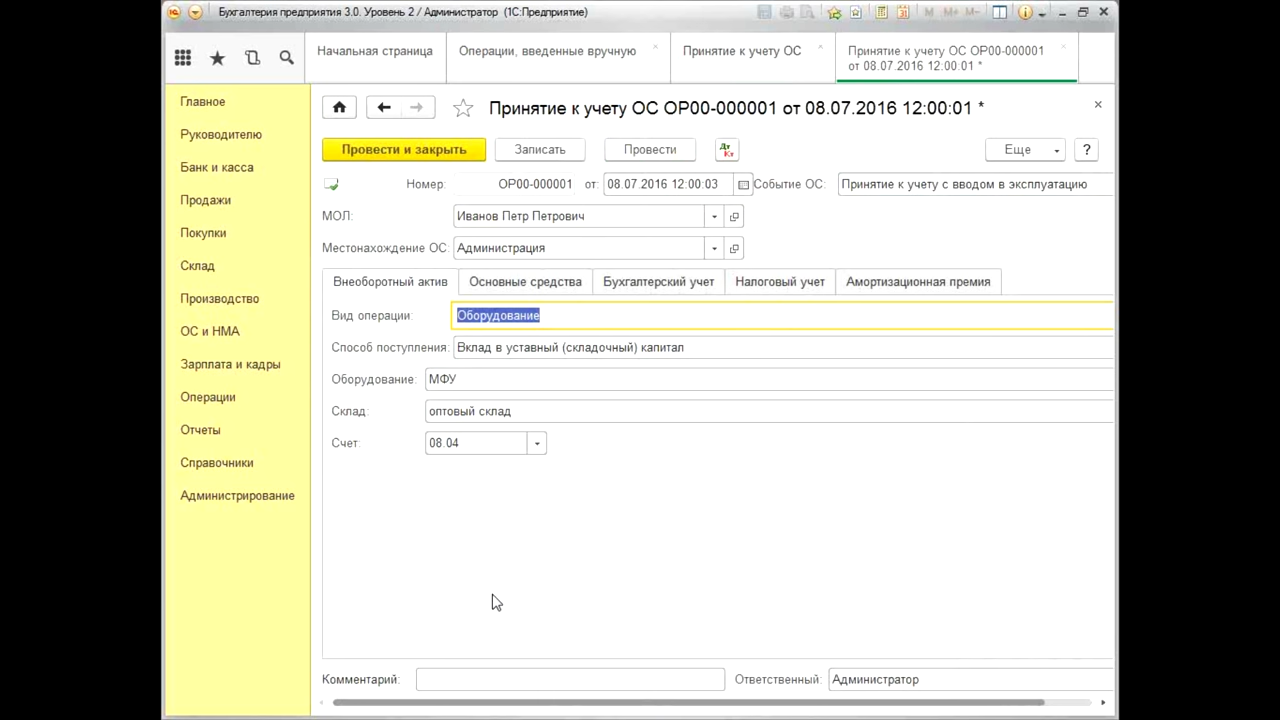 Бухгалтерия предприятия 3.0. Уровень 2 / Администратор (1С:Предприятие)
M M+ M-
Начальная страница
Операции, введенные вручную
Принятие к учету ОС
Принятие к учету ОС ОР00-000001
от 08.07.2016 12:00:01 *
Главное
Руководителю
Банк и касса
Продажи
Покупки
Склад
Производство
ОС и НМА
Зарплата и кадры
Операции
Отчеты
Справочники
Администрирование
Принятие к учету ОС ОР00-000001 от 08.07.2016 12:00:01 *
Провести и закрыть
Записать
Провести
Дт
Кт
Еще
?
Номер: ОР00-000001 от: 08.07.2016 12:00:03 Событие ОС: Принятие к учету с вводом в эксплуатацию
МОЛ: Иванов Петр Петрович
Местонахождение ОС: Администрация
Внеоборотный актив
Основные средства
Бухгалтерский учет
Налоговый учет
Амортизационная премия
Вид операции: Оборудование
Способ поступления: Вклад в уставный (складочный) капитал
Оборудование: МФУ
Склад: оптовый склад
Счет: 08.04
Комментарий:
Ответственный: Администратор